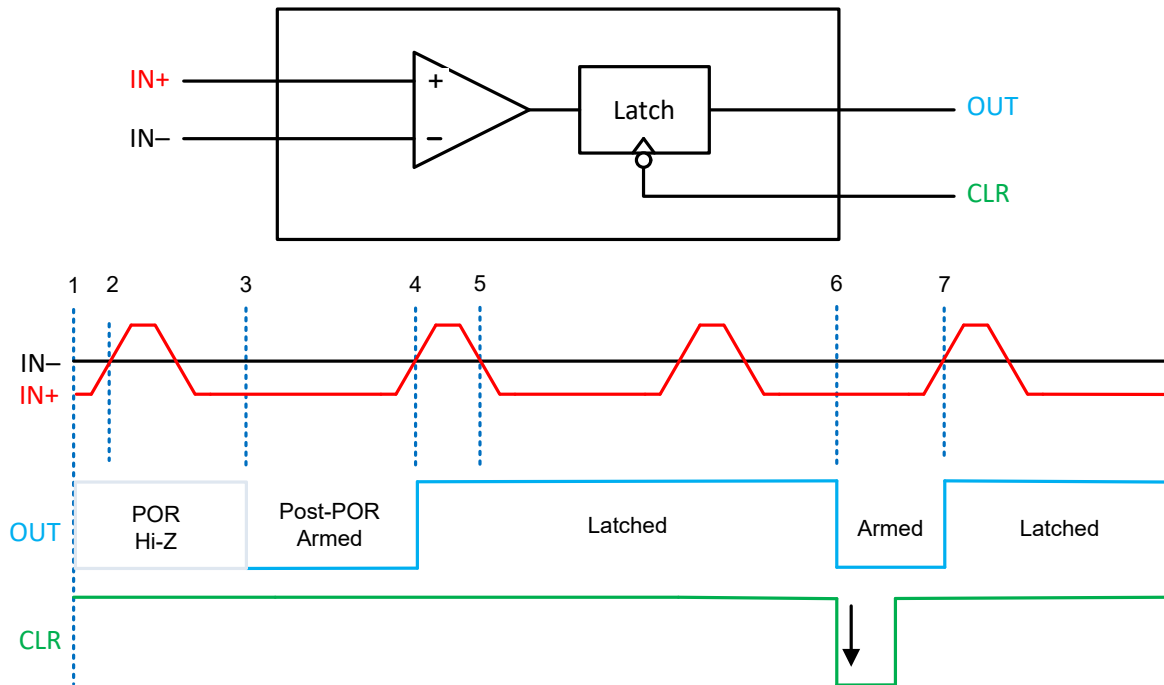 IN+
IN–
+
−
Latch
OUT
CLR
1 2 3 4 5 6 7
IN–
IN+
OUT
POR
Hi-Z
Post-POR
Armed
Latched
Armed
Latched
CLR